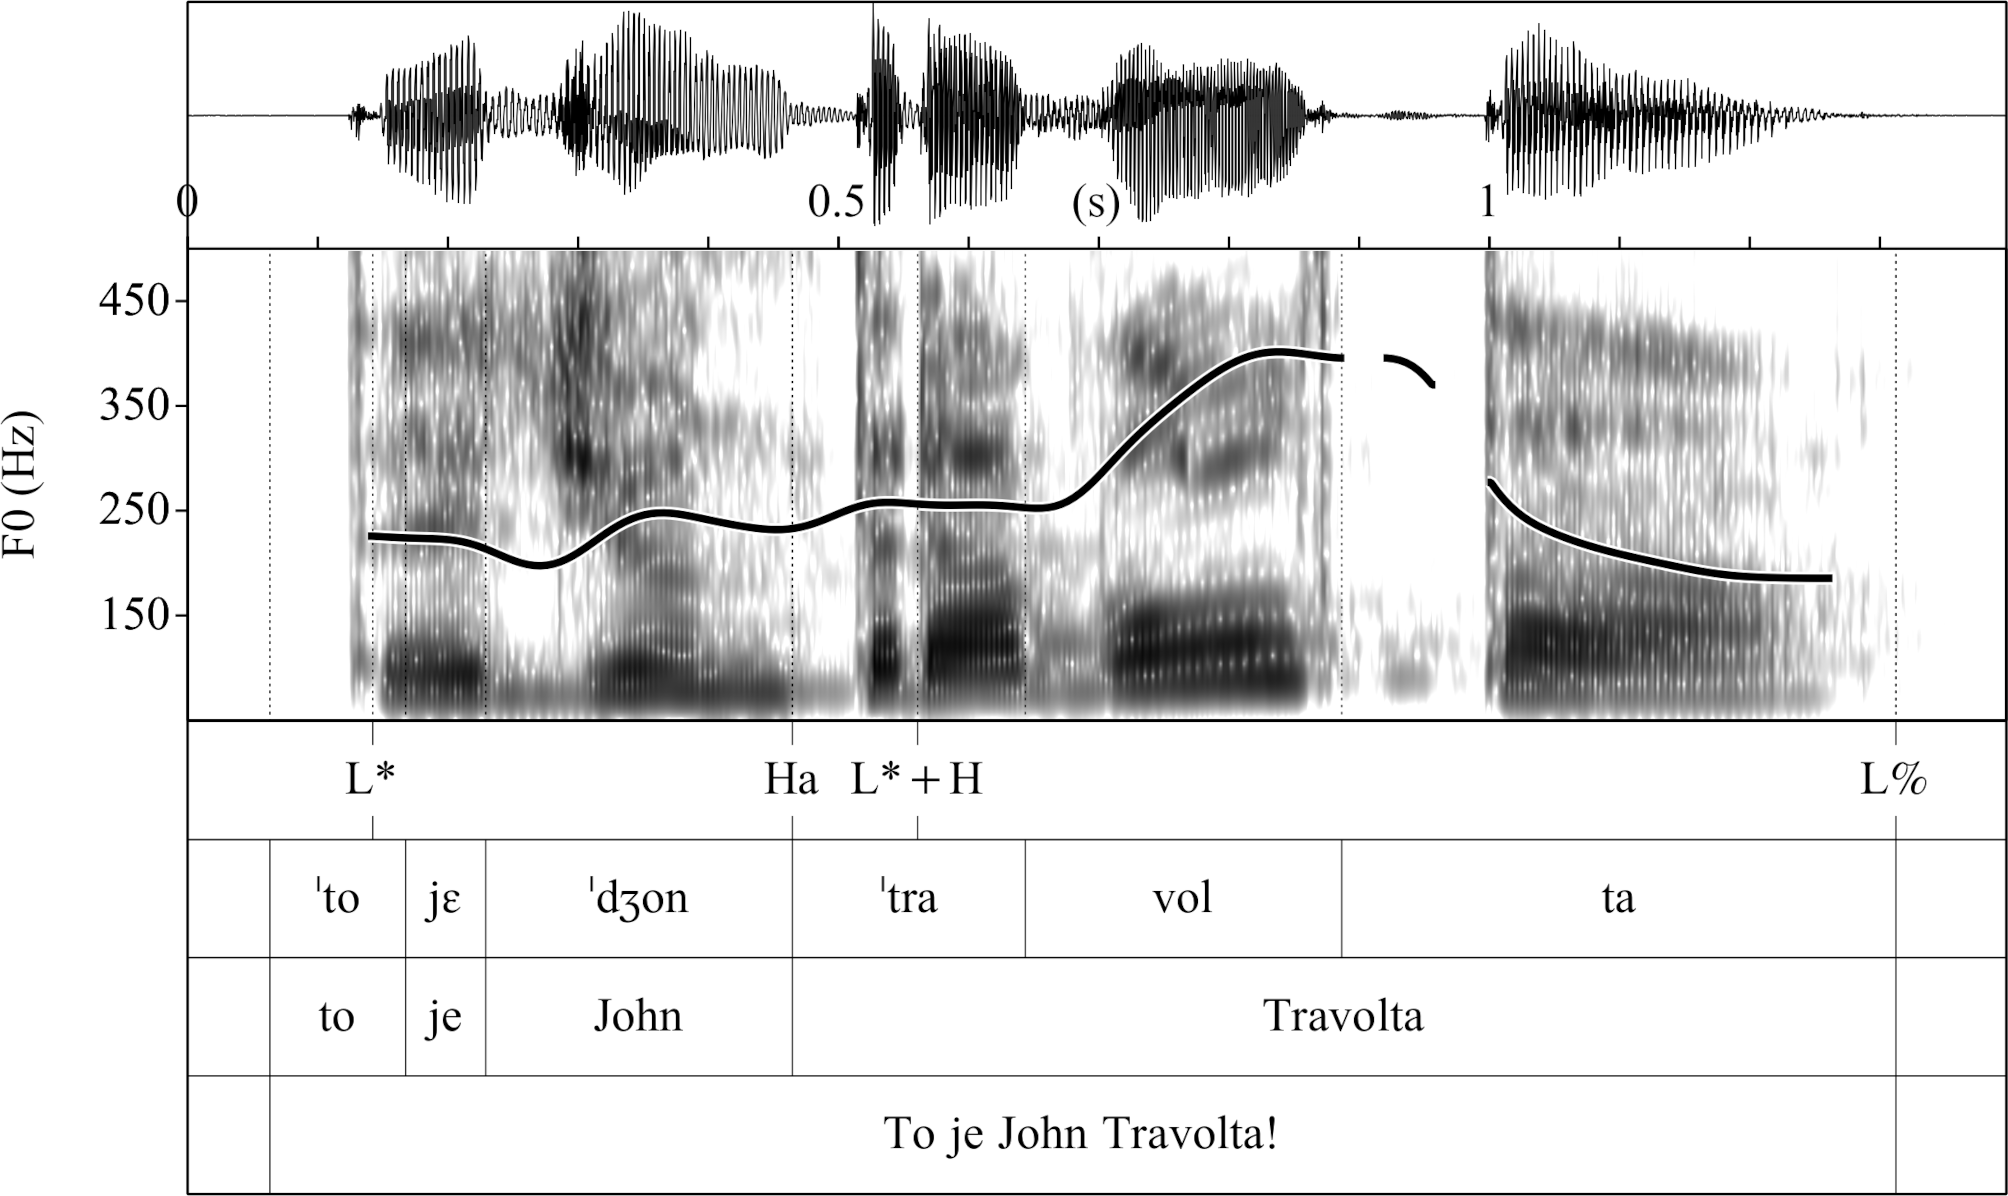 0 0.5 (s) 1
450
350
250
150
F0 (Hz)
L* Ha L* + H L%
ˈto jɛ ˈdʒon ˈtra vol ta
to je John Travolta
To je John Travolta!